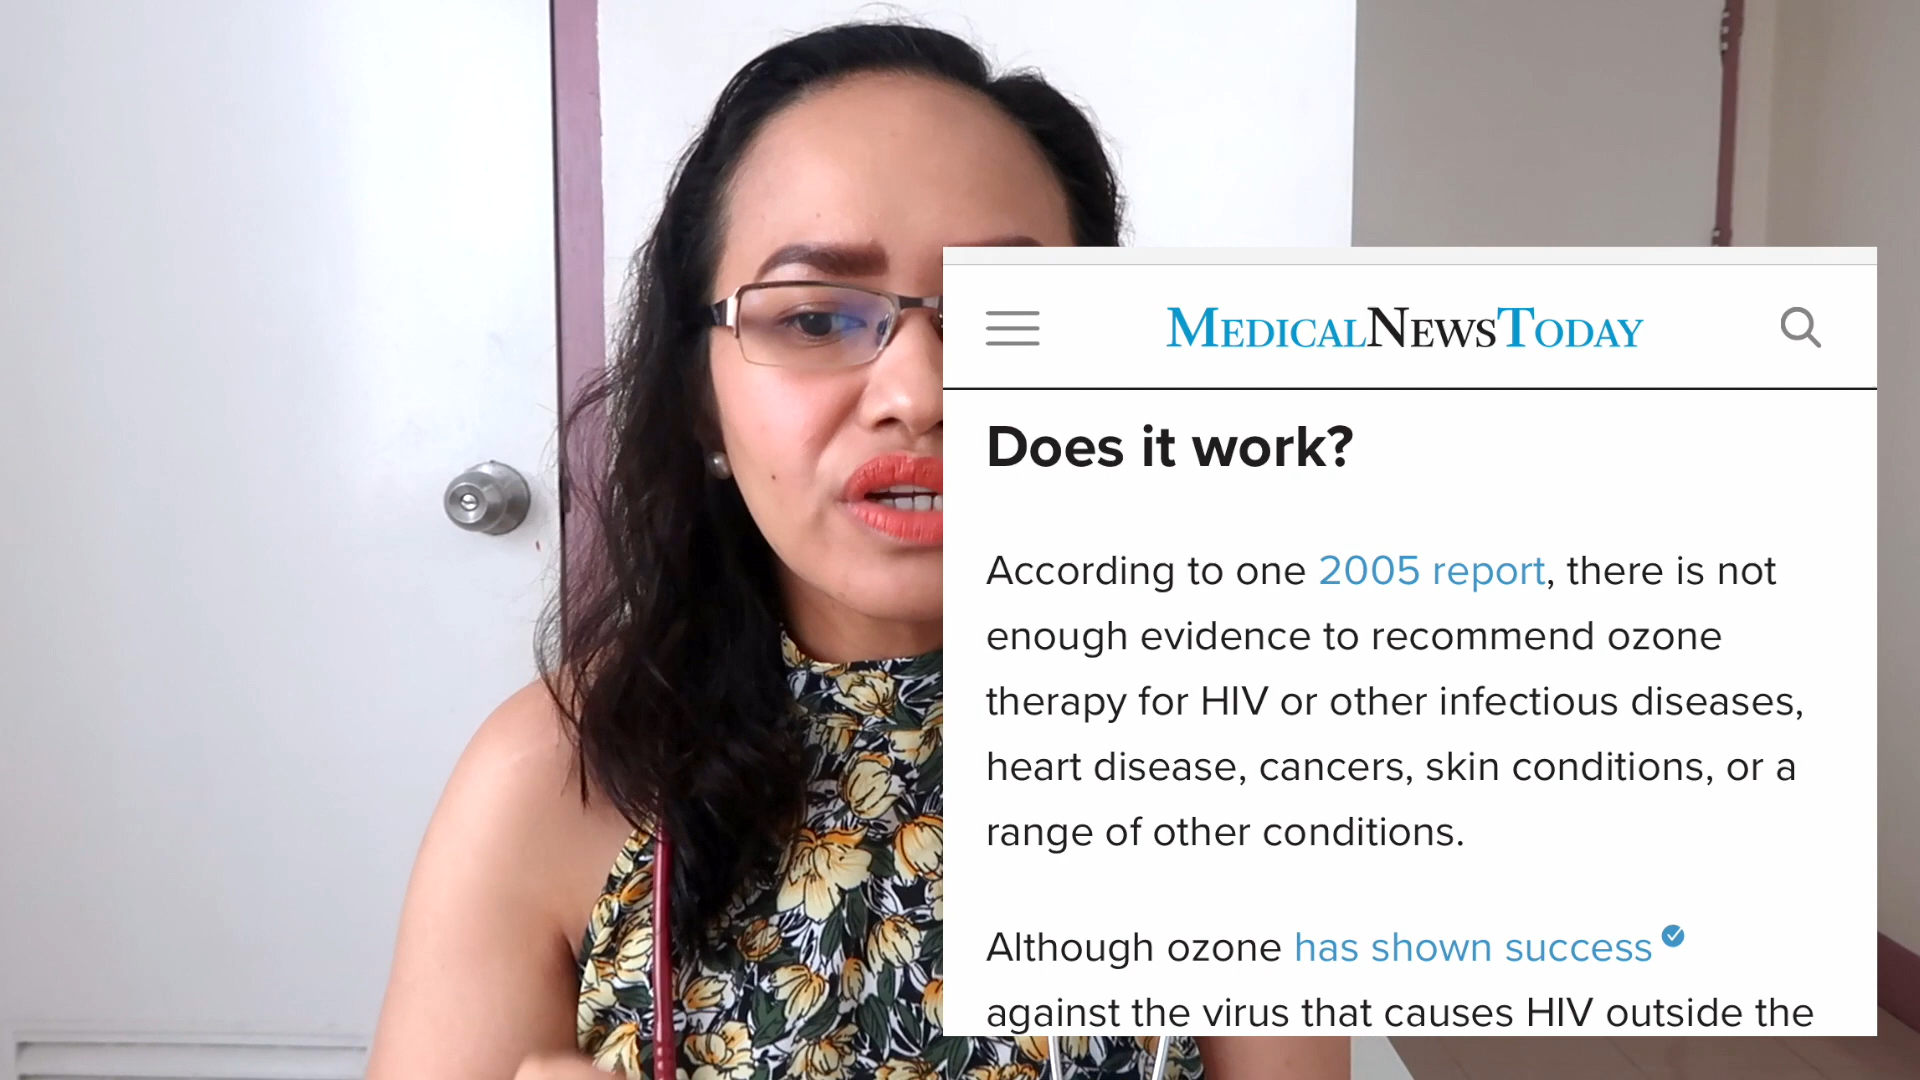 MEDICALNEWSTODAY
Does it work?
According to one 2005 report, there is not
enough evidence to recommend ozone
therapy for HIV or other infectious diseases,
heart disease, cancers, skin conditions, or a
range of other conditions.
Although ozone has shown success
against the virus that causes HIV outside the